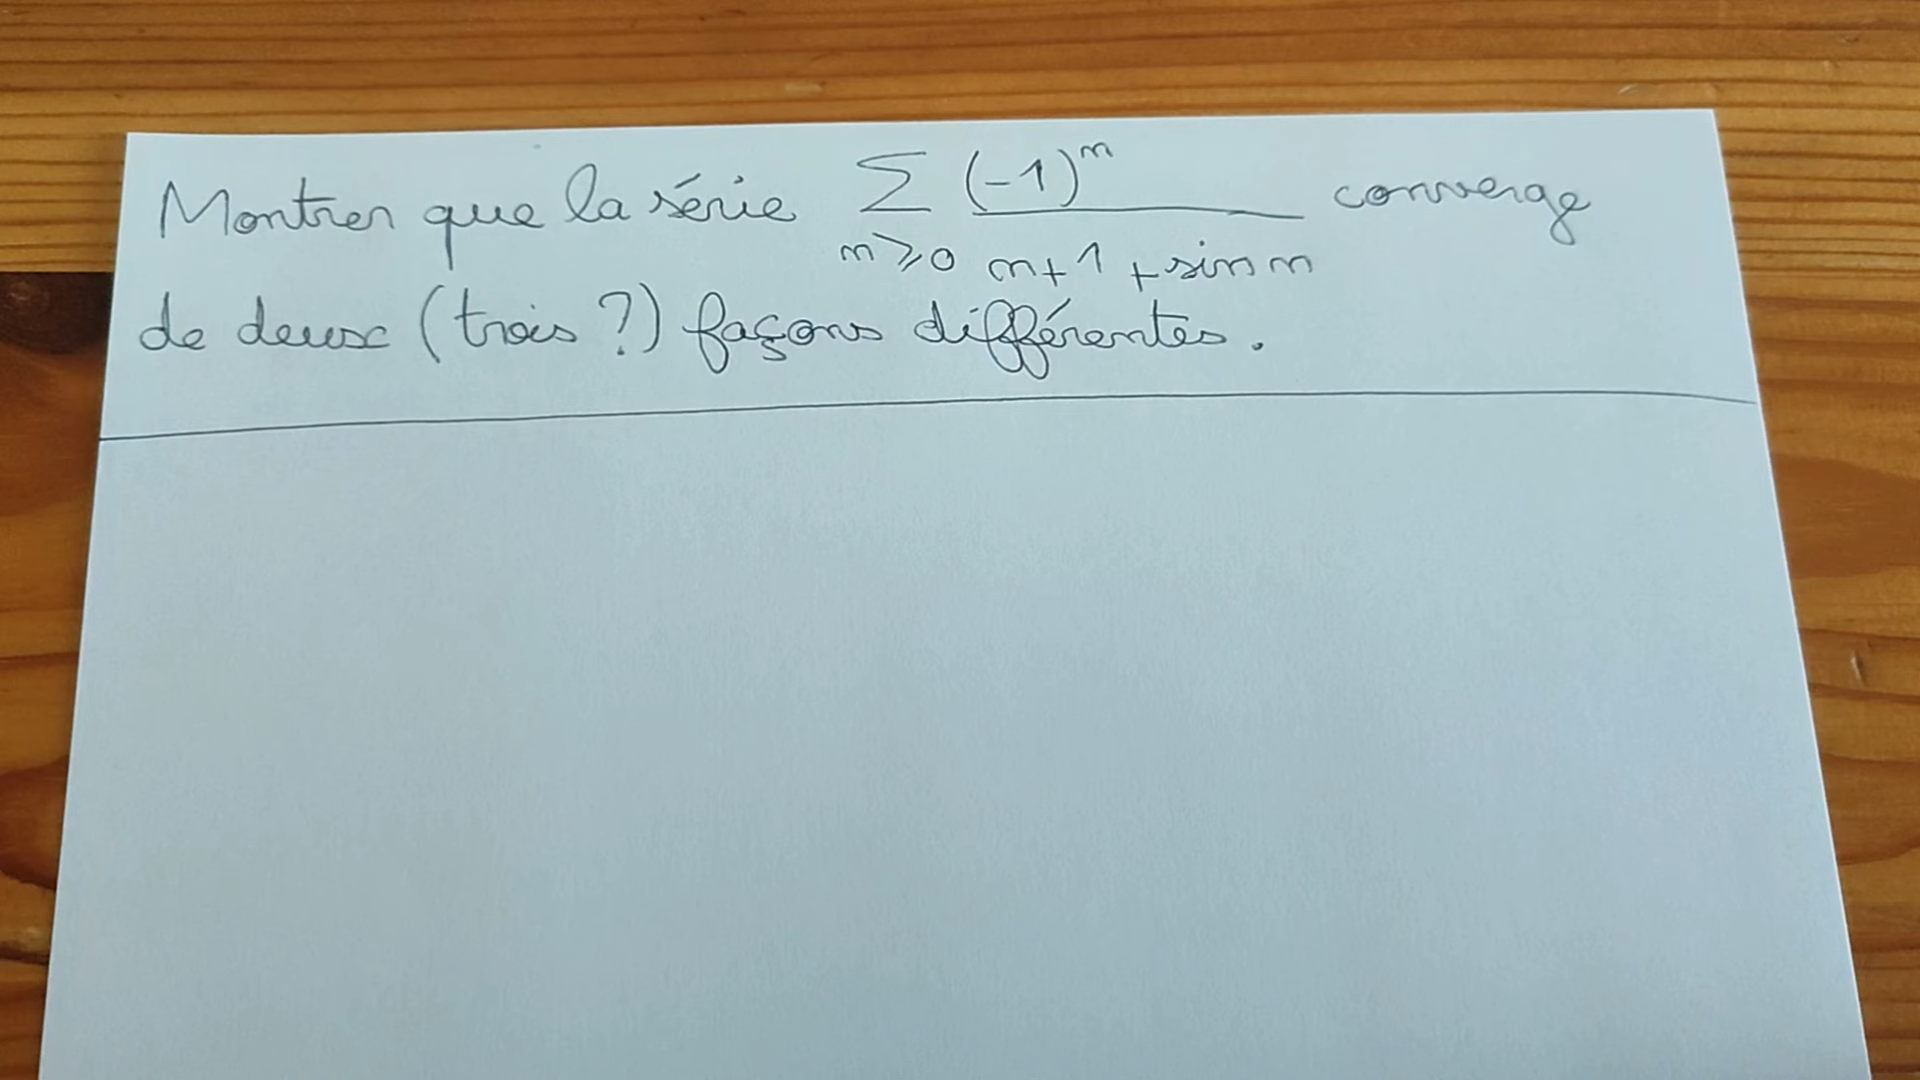 Montrer que la série ∑_{n≥0} (-1)^n / (n+1+sin n) converge
de deux (trois ?) façons différentes.